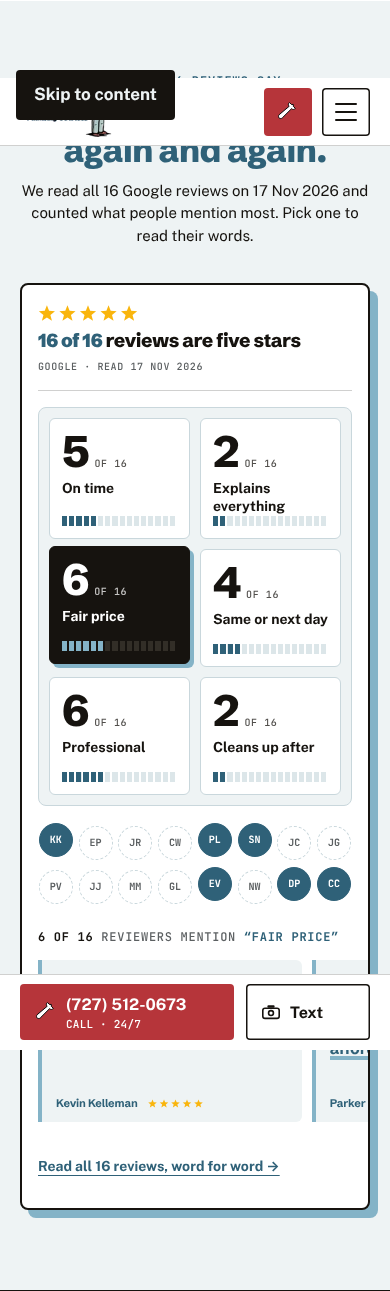 Skip to content
again and again.
We read all 16 Google reviews on 17 Nov 2026 and
counted what people mention most. Pick one to
read their words.
16 of 16 reviews are five stars
GOOGLE · READ 17 NOV 2026
5 OF 16
On time
2 OF 16
Explains
everything
6 OF 16
Fair price
4 OF 16
Same or next day
6 OF 16
Professional
2 OF 16
Cleans up after
KK EP JR CW PL SN JC JG
PV JJ MM GL EV NW DP CC
6 OF 16 REVIEWERS MENTION “FAIR PRICE”
(727) 512-0673
CALL · 24/7
Text
Kevin Kelleman
Parker
Read all 16 reviews, word for word →